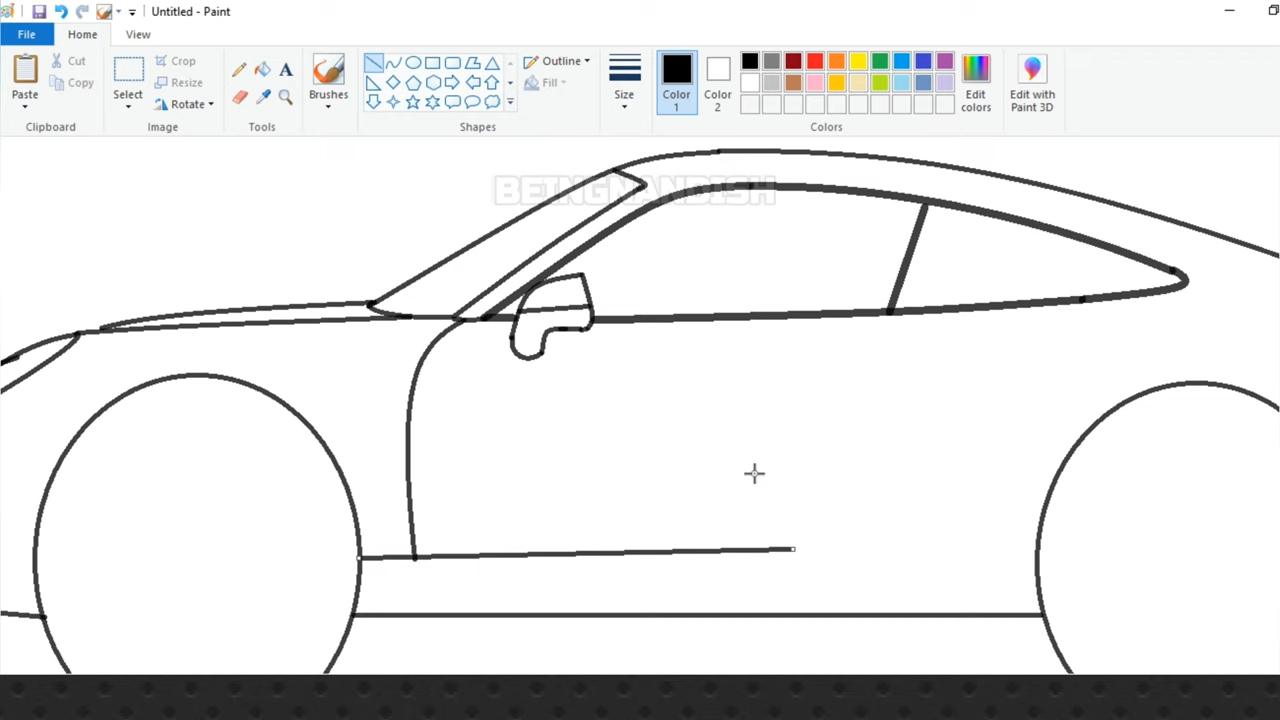 Untitled - Paint
File Home View
Paste
Cut
Copy
Clipboard
Select
Crop
Resize
Rotate
Image
A
Tools
Brushes
Outline
Fill
Shapes
Size
Color 1
Color 2
Edit colors
Colors
Edit with Paint 3D
BEINGNANDISH